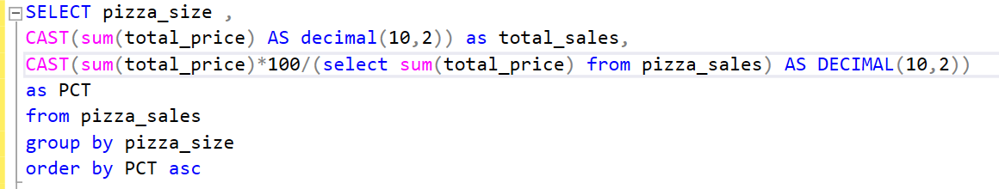 SELECT pizza_size ,
CAST(sum(total_price) AS decimal(10,2)) as total_sales,
CAST(sum(total_price)*100/(select sum(total_price) from pizza_sales) AS DECIMAL(10,2))
as PCT
from pizza_sales
group by pizza_size
order by PCT asc